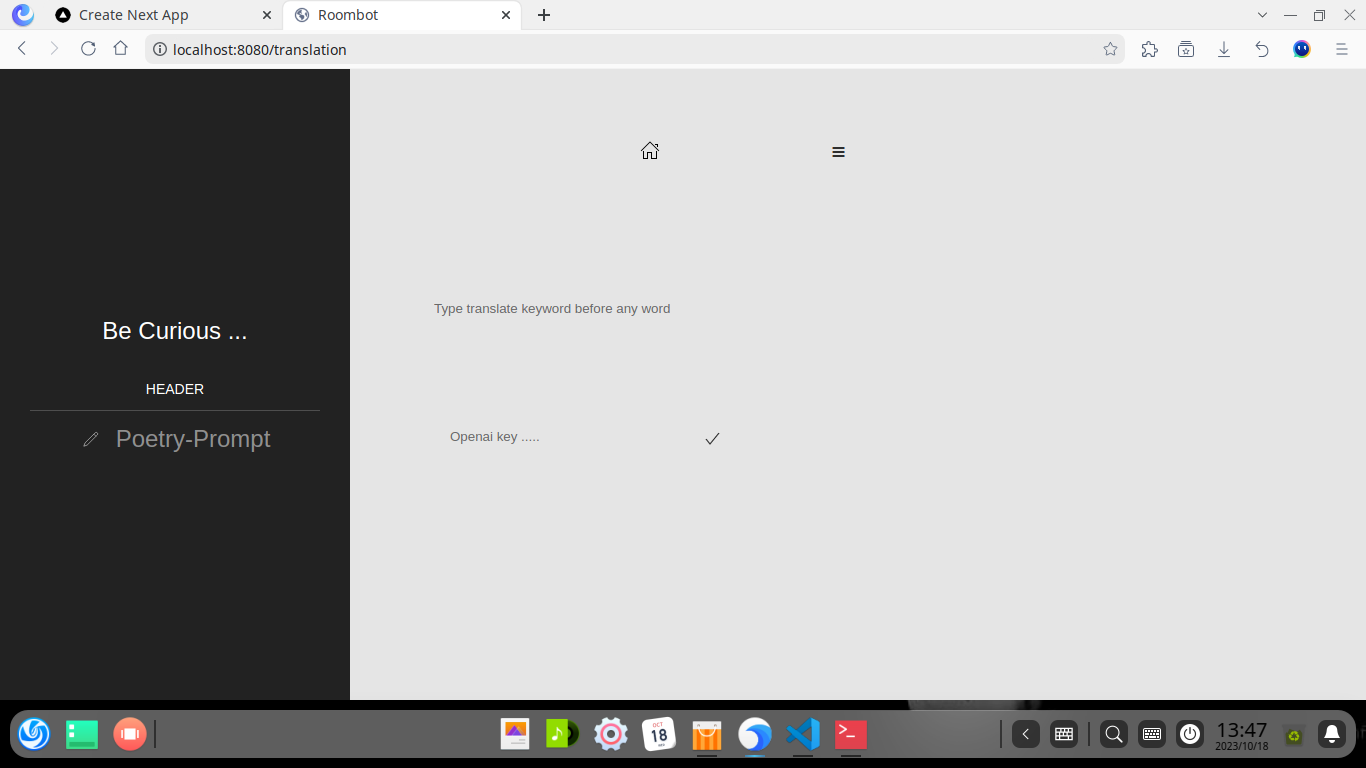 Create Next App
Roombot
localhost:8080/translation
Be Curious ...
HEADER
Poetry-Prompt
Type translate keyword before any word
Openai key .....
OCT
18
13:47
2023/10/18